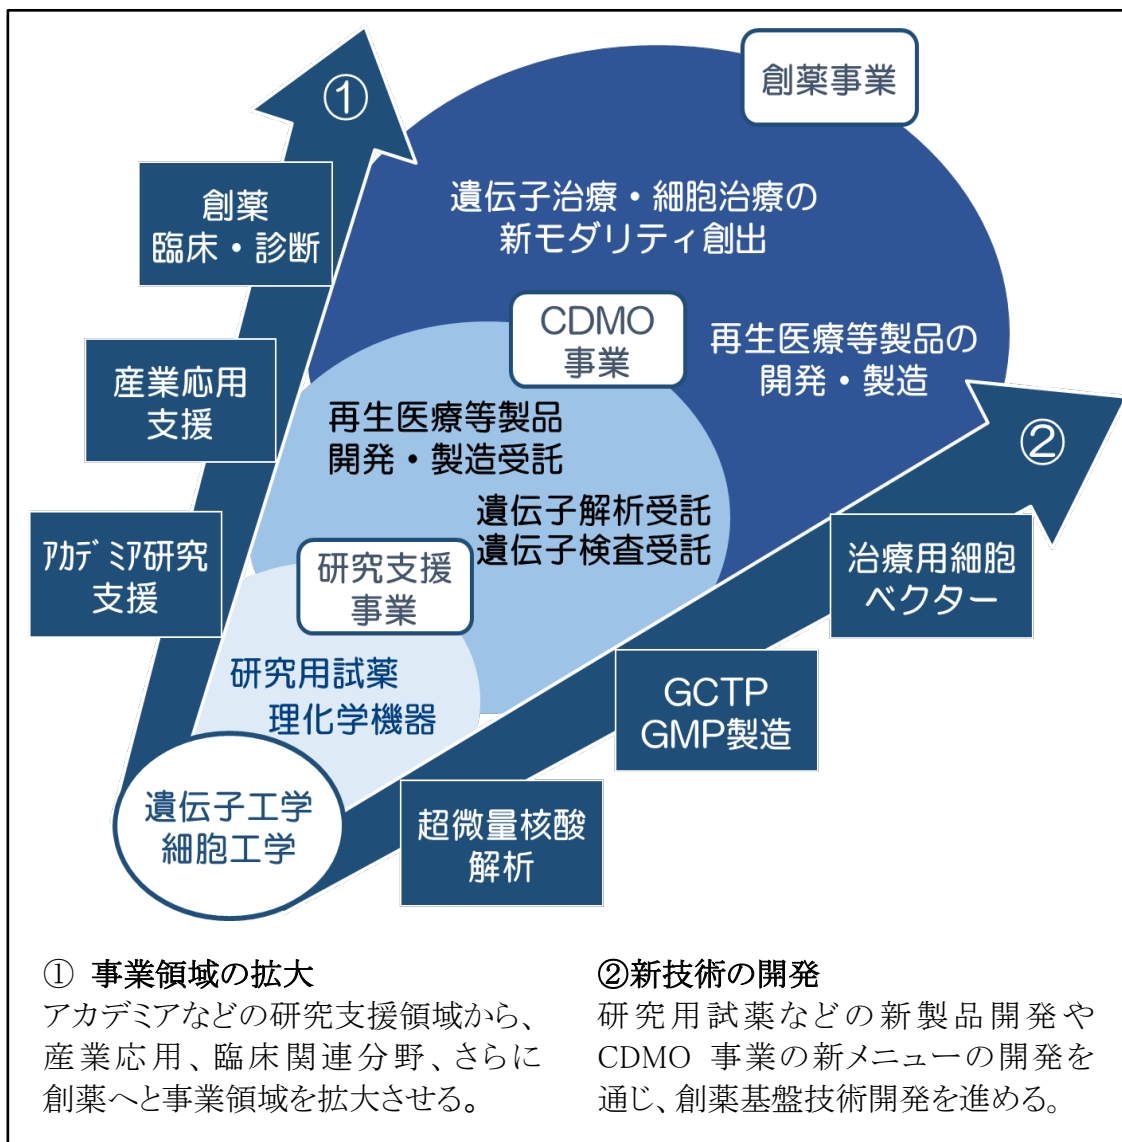 創薬事業
①
遺伝子治療・細胞治療の
新モダリティ創出
創薬
臨床・診断
CDMO
事業
再生医療等製品の
開発・製造
産業応用
支援
再生医療等製品
開発・製造受託
②
遺伝子解析受託
遺伝子検査受託
ｱｶﾃﾞﾐｱ研究
支援
研究支援
事業
治療用細胞
ベクター
研究用試薬
理化学機器
GCTP
GMP製造
遺伝子工学
細胞工学
超微量核酸
解析
① 事業領域の拡大
アカデミアなどの研究支援領域から、
産業応用、臨床関連分野、さらに
創薬へと事業領域を拡大させる。
②新技術の開発
研究用試薬などの新製品開発や
CDMO 事業の新メニューの開発を
通じ、創薬基盤技術開発を進める。